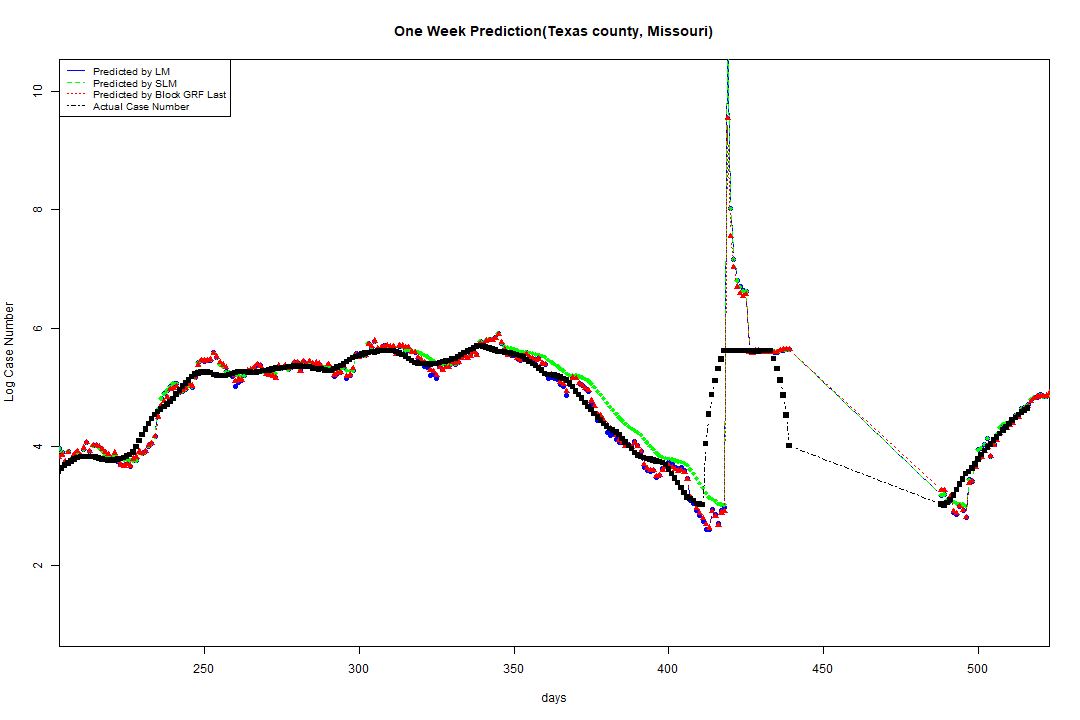 One Week Prediction(Texas county, Missouri)
Predicted by LM
Predicted by SLM
Predicted by Block GRF Last
Actual Case Number
Log Case Number
10
8
6
4
2
250 300 350 400 450 500
days